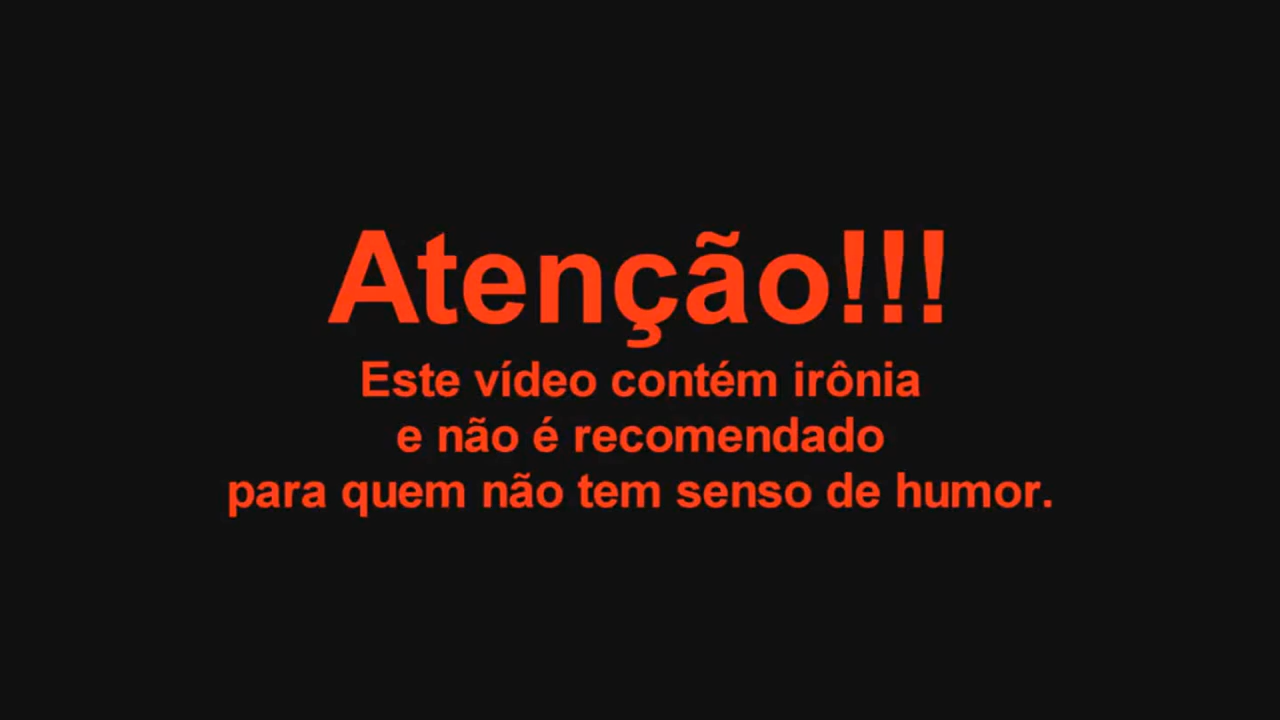 Atenção!!!
Este vídeo contém irônia
e não é recomendado
para quem não tem senso de humor.